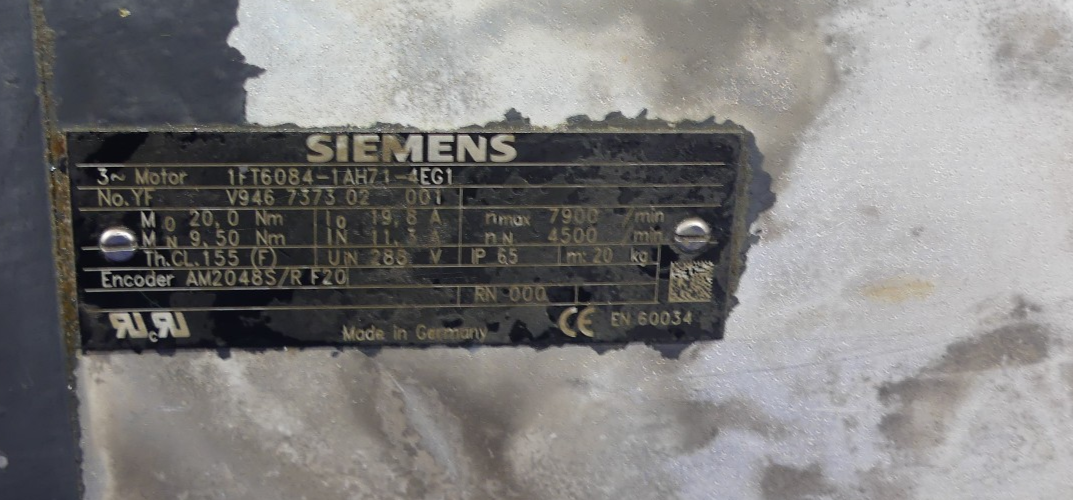 SIEMENS
3~ Motor 1FT6084-1AH71-4EG1
No. YF V946 7373 02 001
M0 20,0 Nm I0 19,8 A nmax 7900 /min
MN 9,50 Nm IN 11,3 A nN 4500 /min
Th.CL.155 (F) UIN 286 V IP 65 m: 20 kg
Encoder AM2048S/R F20
RN 000
Made in Germany CE EN 60034